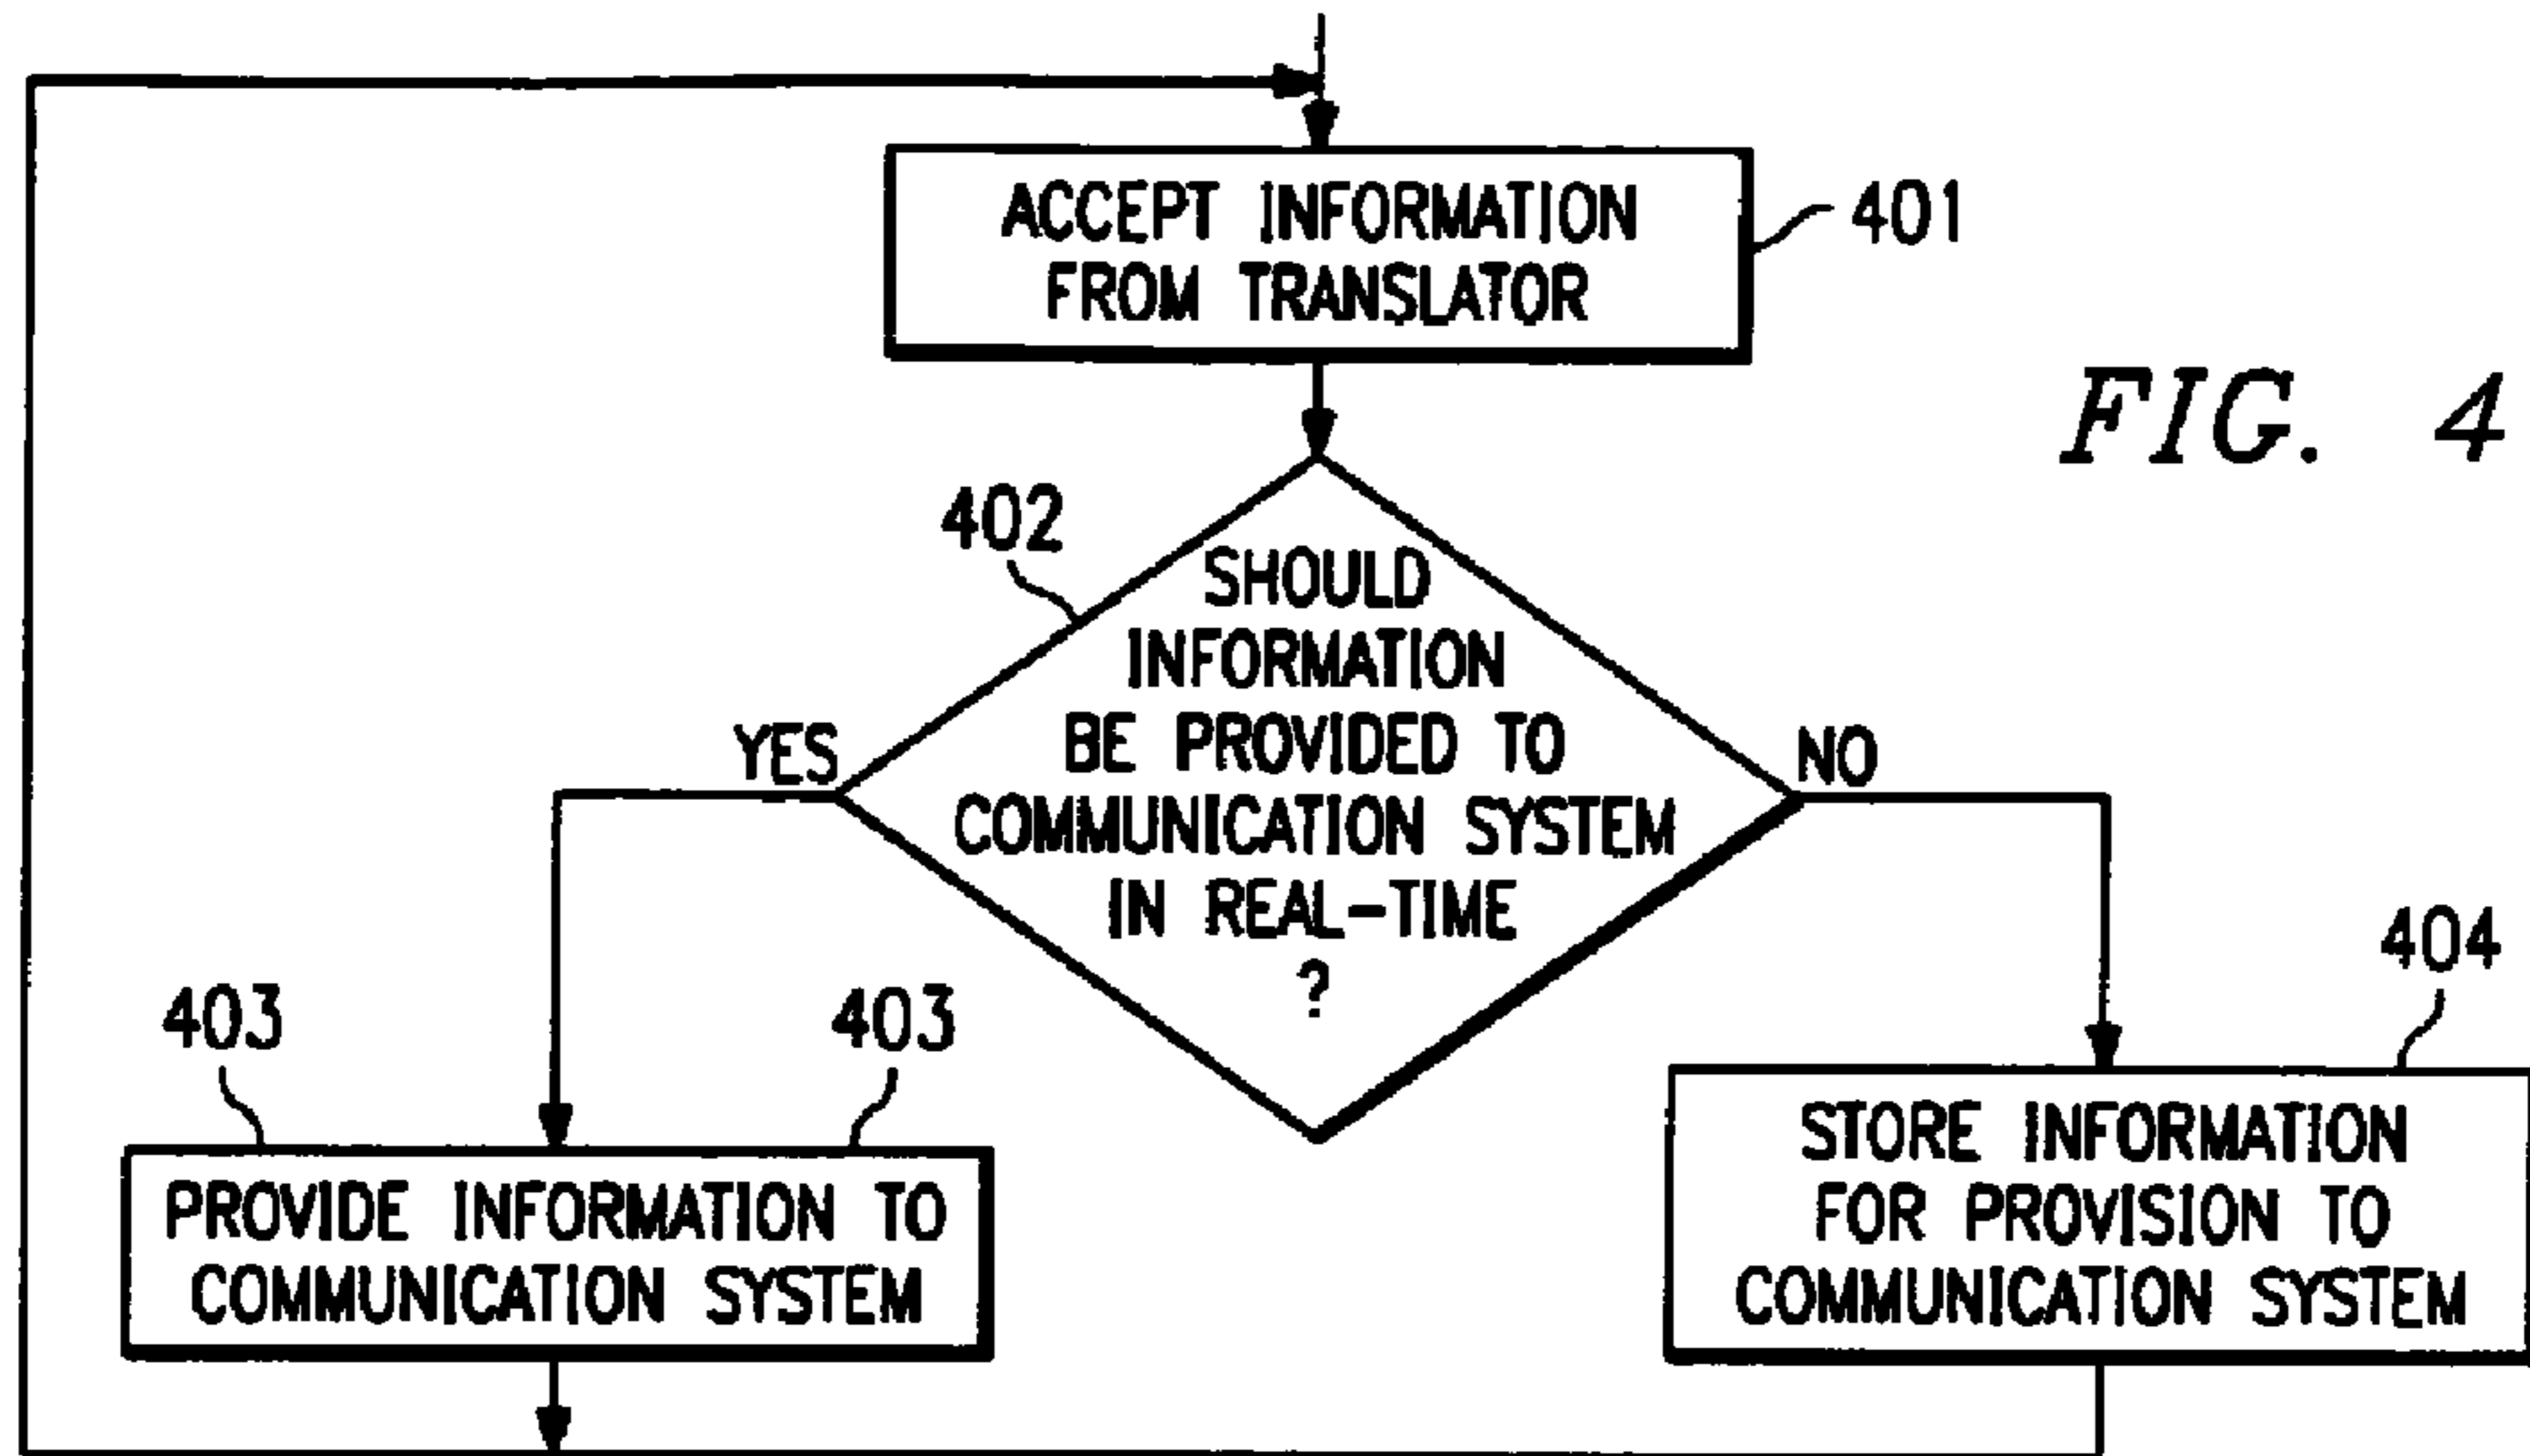 ACCEPT INFORMATION
FROM TRANSLATOR
401
FIG. 4
402
SHOULD
INFORMATION
BE PROVIDED TO
COMMUNICATION SYSTEM
IN REAL-TIME
?
YES
NO
403
403
PROVIDE INFORMATION TO
COMMUNICATION SYSTEM
404
STORE INFORMATION
FOR PROVISION TO
COMMUNICATION SYSTEM